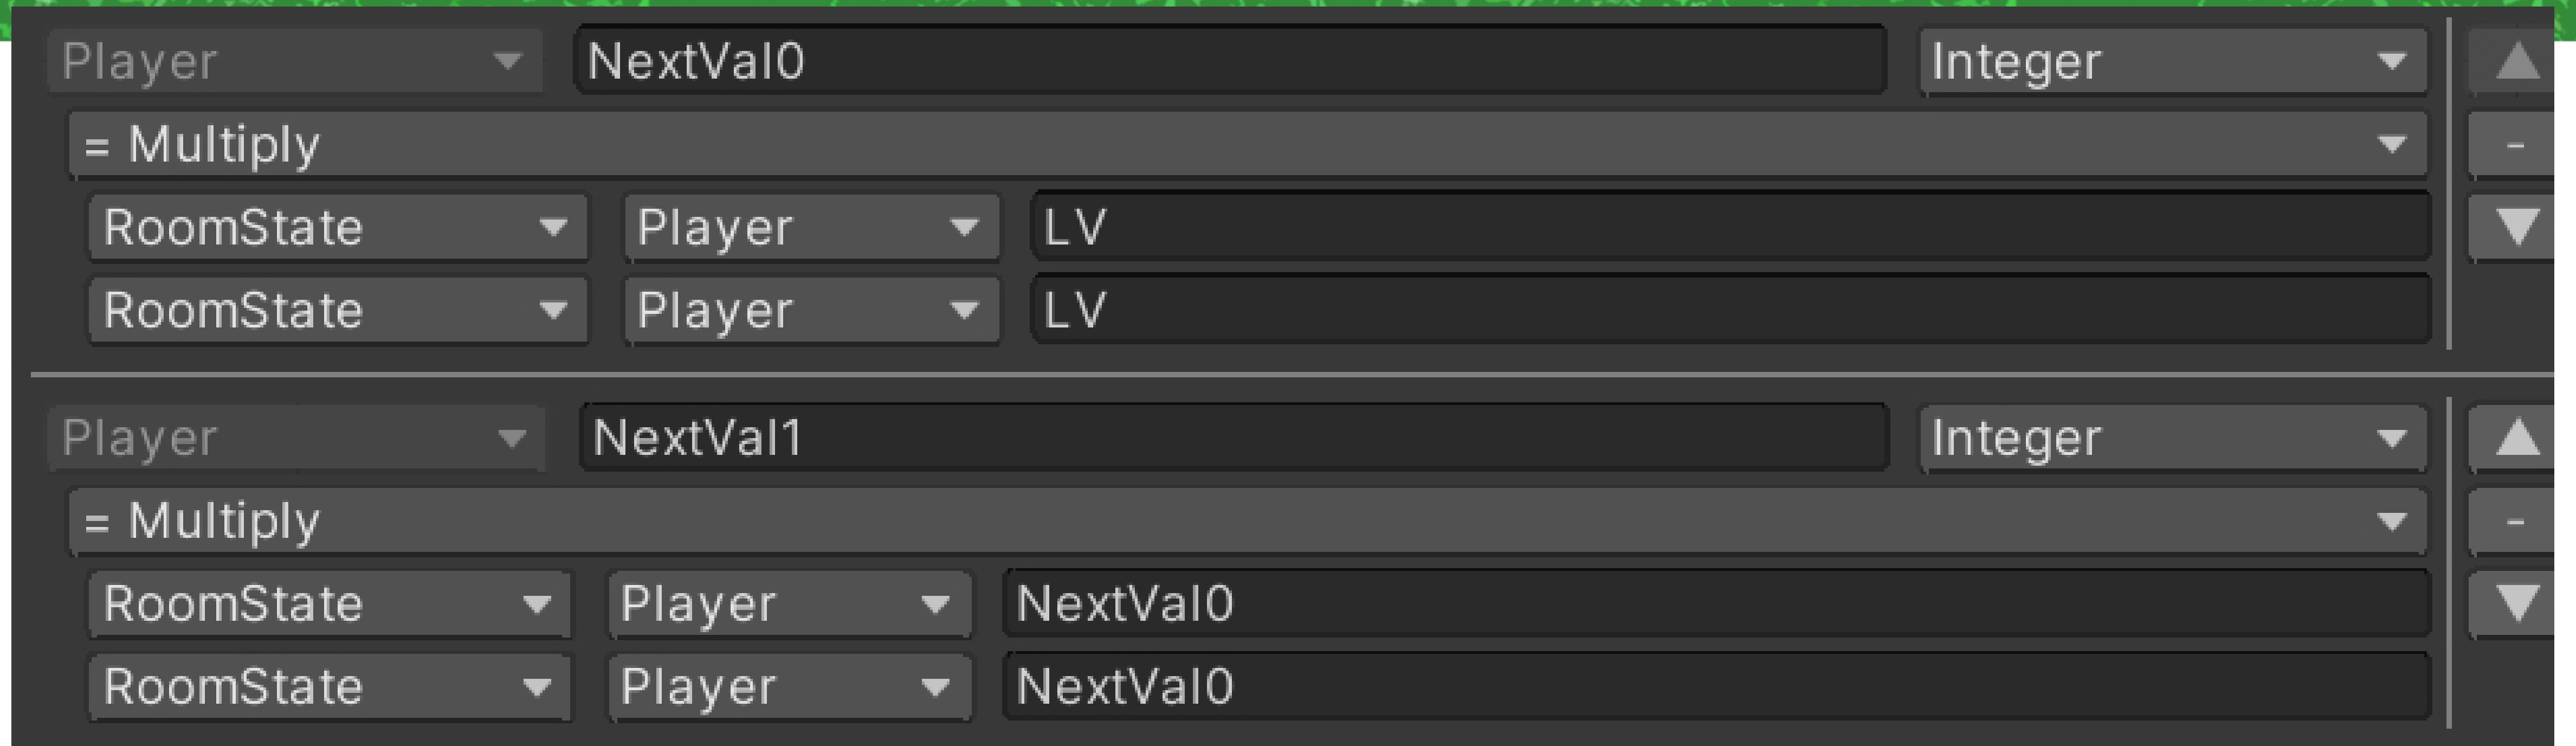 Player NextVal0 Integer
= Multiply -
RoomState Player LV
RoomState Player LV
Player NextVal1 Integer
= Multiply -
RoomState Player NextVal0
RoomState Player NextVal0